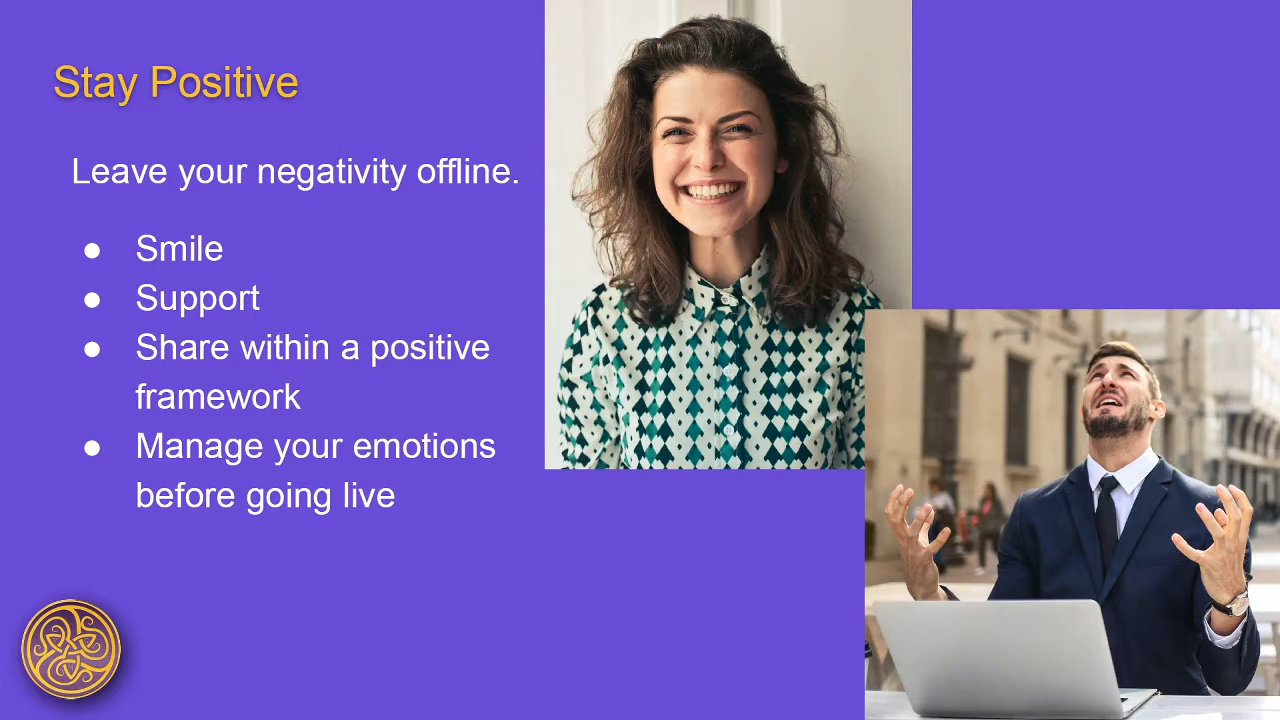 Stay Positive
Leave your negativity offline.
● Smile
● Support
● Share within a positive
framework
● Manage your emotions
before going live